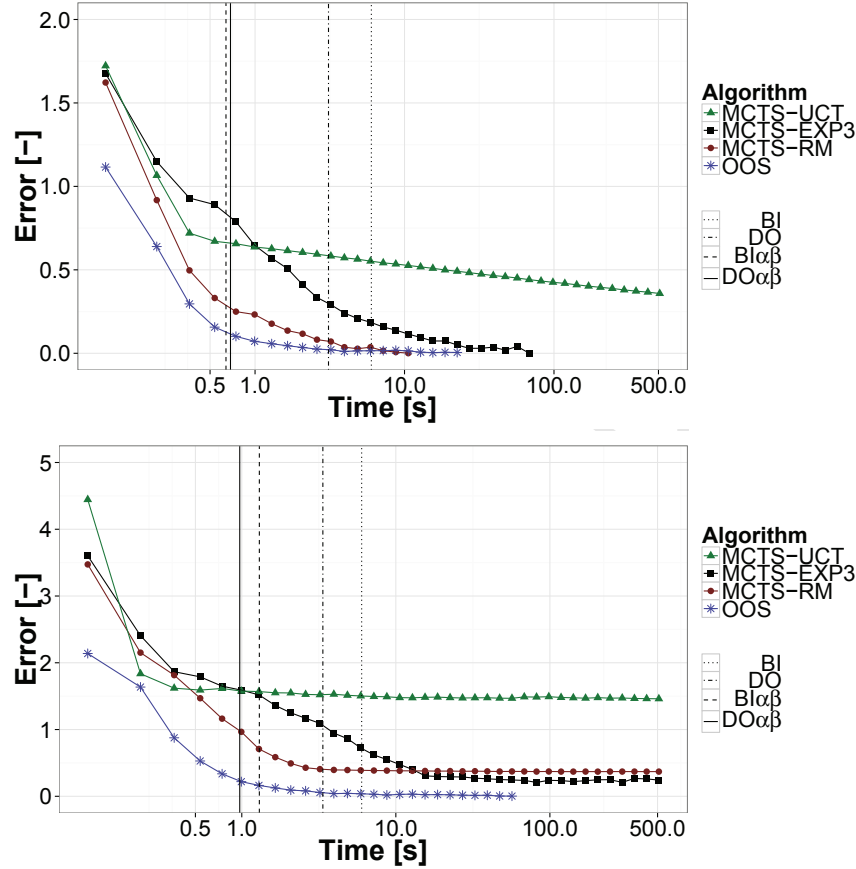 2.0
1.5
1.0
0.5
0.0
Error [−]
0.5 1.0 10.0 100.0 500.0
Time [s]
Algorithm
MCTS−UCT
MCTS−EXP3
MCTS−RM
OOS
BI
DO
BIαβ
DOαβ
5
4
3
2
1
0
Error [−]
0.5 1.0 10.0 100.0 500.0
Time [s]
Algorithm
MCTS−UCT
MCTS−EXP3
MCTS−RM
OOS
BI
DO
BIαβ
DOαβ